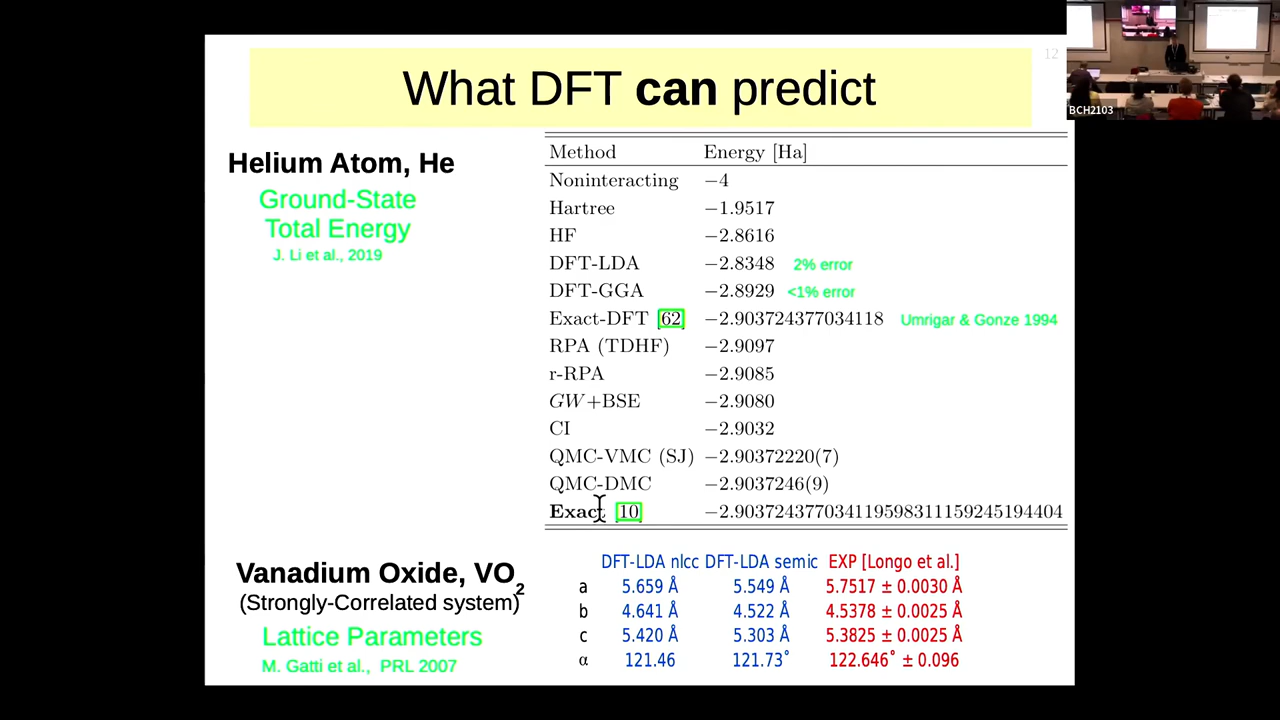 What DFT can predict
12
BCH2103
Helium Atom, He
Ground-State
Total Energy
J. Li et al., 2019
Method Energy [Ha]
Noninteracting −4
Hartree −1.9517
HF −2.8616
DFT-LDA −2.8348 2% error
DFT-GGA −2.8929 <1% error
Exact-DFT [62] −2.903724377034118 Umrigar & Gonze 1994
RPA (TDHF) −2.9097
r-RPA −2.9085
GW+BSE −2.9080
CI −2.9032
QMC-VMC (SJ) −2.90372220(7)
QMC-DMC −2.9037246(9)
Exact [10] −2.903724377034119598311159245194404
Vanadium Oxide, VO2
(Strongly-Correlated system)
Lattice Parameters
M. Gatti et al., PRL 2007
DFT-LDA nlcc DFT-LDA semic EXP [Longo et al.]
a 5.659 Å 5.549 Å 5.7517 ± 0.0030 Å
b 4.641 Å 4.522 Å 4.5378 ± 0.0025 Å
c 5.420 Å 5.303 Å 5.3825 ± 0.0025 Å
α 121.46 121.73° 122.646° ± 0.096